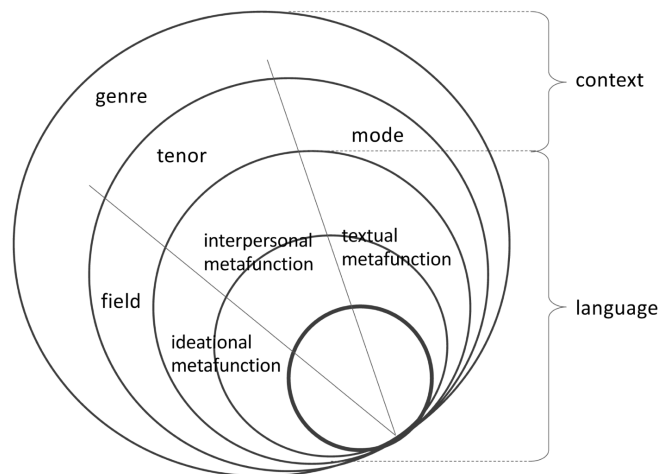 genre
context
mode
tenor
interpersonal
metafunction
textual
metafunction
field
language
ideational
metafunction